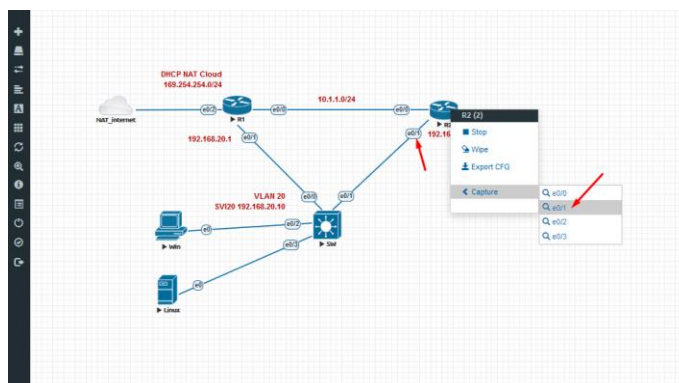 DHCP NAT Cloud
169.254.254.0/24
NAT_internet
e0/2
R1
e0/0
10.1.1.0/24
e0/0
R2 (2)
Stop
Wipe
Export CFG
Capture
e0/0
e0/1
e0/2
e0/3
192.168.20.1
e0/1
e0/1
192.16
VLAN 20
SVI20 192.168.20.10
e0/0
e0/1
Win
e0
e0/2
e0/3
SW
Linux
e0